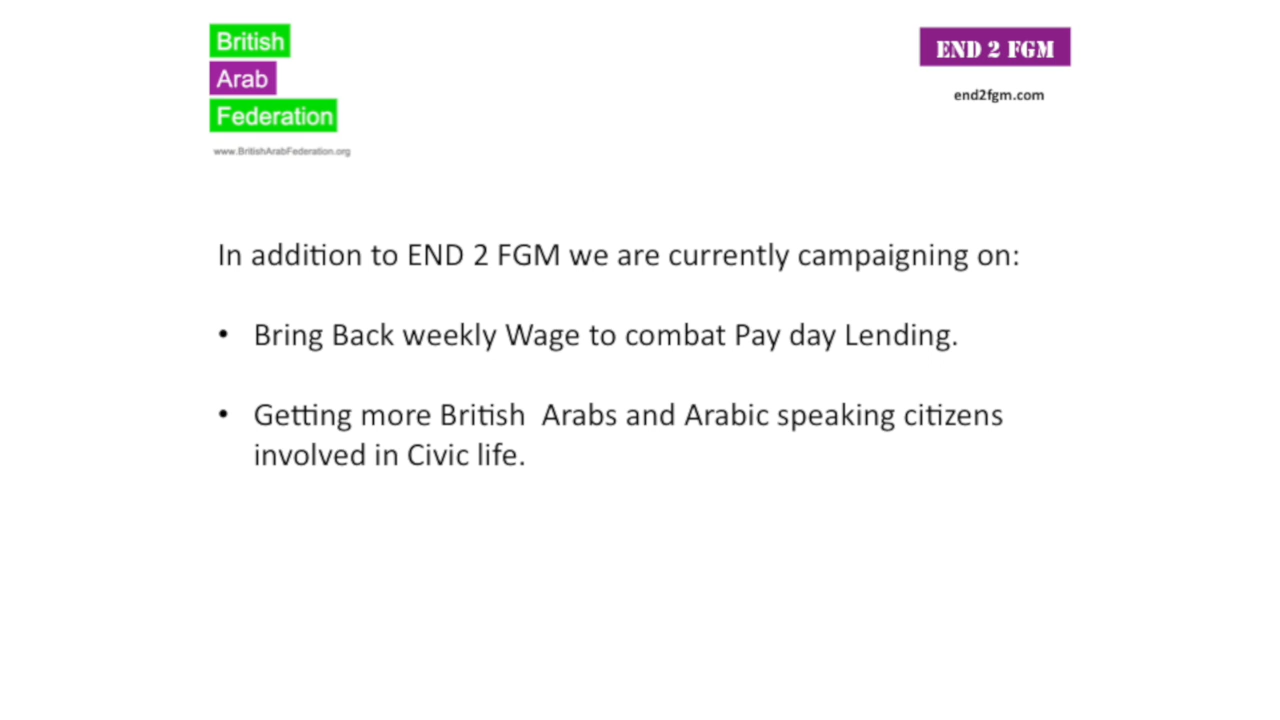 British
Arab
Federation
www.BritishArabFederation.org
END 2 FGM
end2fgm.com
In addition to END 2 FGM we are currently campaigning on:
• Bring Back weekly Wage to combat Pay day Lending.
• Getting more British  Arabs and Arabic speaking citizens
involved in Civic life.